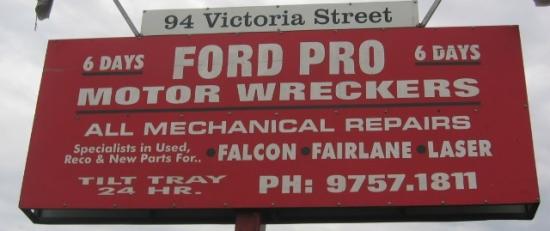 94 Victoria Street
6 DAYS FORD PRO 6 DAYS
MOTOR WRECKERS
ALL MECHANICAL REPAIRS
Specialists in Used,
Reco & New Parts For.. •FALCON •FAIRLANE •LASER
TILT TRAY
24 HR. PH: 9757.1811